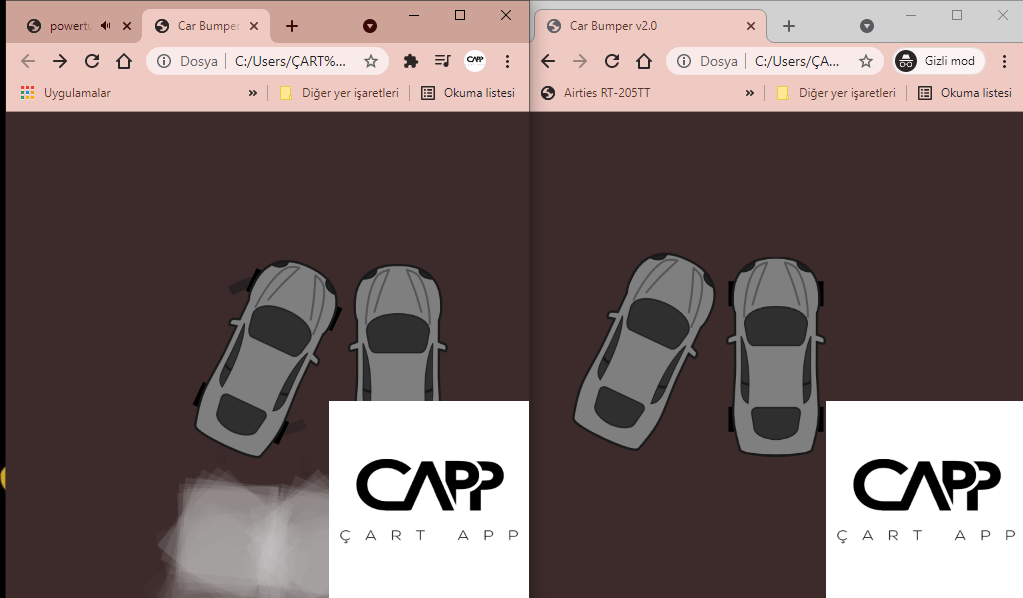 powertu
Car Bumper
Dosya
C:/Users/ÇART%...
CAPP
Uygulamalar
»
Diğer yer işaretleri
Okuma listesi
Car Bumper v2.0
Dosya
C:/Users/ÇA...
Gizli mod
Airties RT-205TT
»
Diğer yer işaretleri
Okuma listesi
CAPP
ÇART APP
CAPP
ÇART APP